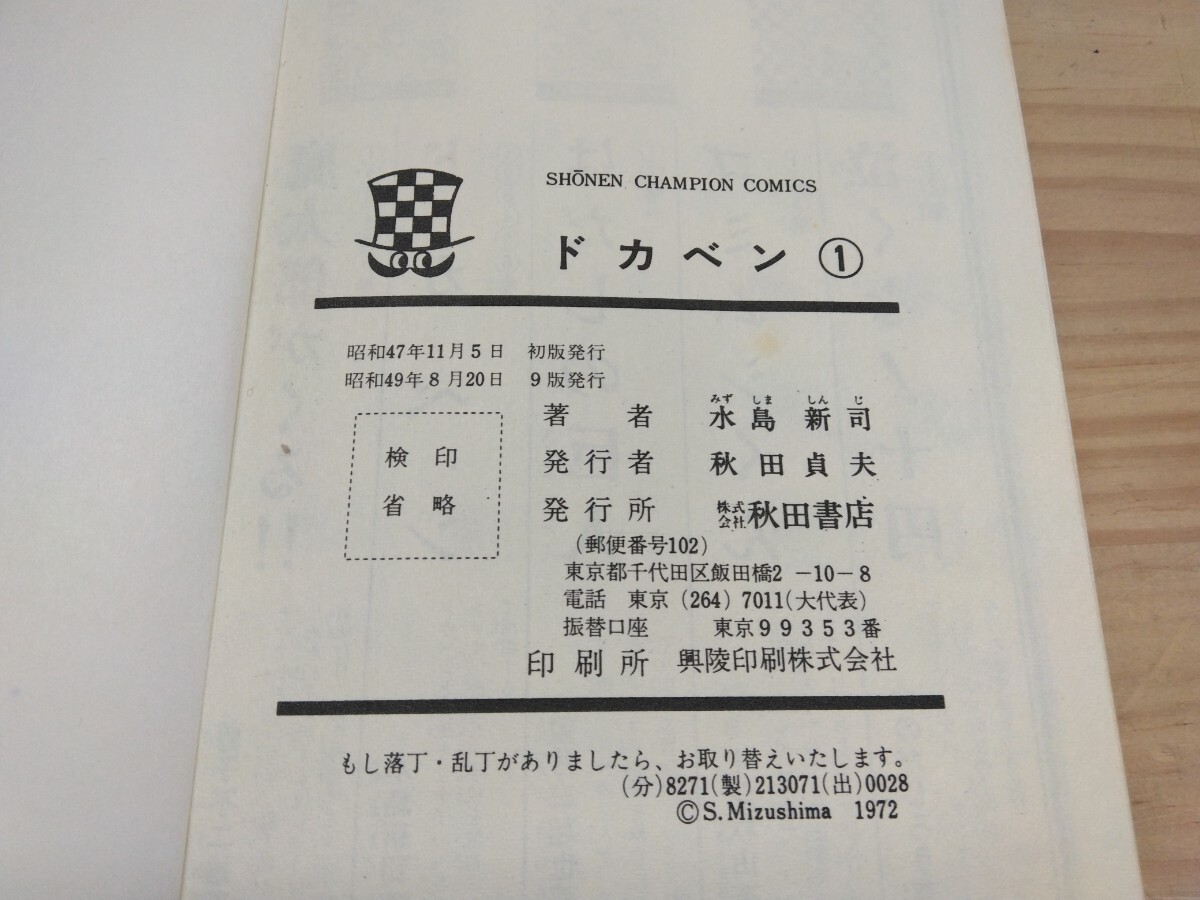 SHŌNEN CHAMPION COMICS
ドカベン ①
昭和47年11月5日 初版発行
昭和49年8月20日 9版発行
検印
省略
みず しま しん じ
著者 水島新司
発行者 秋田貞夫
発行所 株式会社 秋田書店
(郵便番号102)
東京都千代田区飯田橋2-10-8
電話 東京(264)7011(大代表)
振替口座 東京99353番
印刷所 興陵印刷株式会社
もし落丁・乱丁がありましたら、お取り替えいたします。
(分)8271(製)213071(出)0028
©S.Mizushima 1972